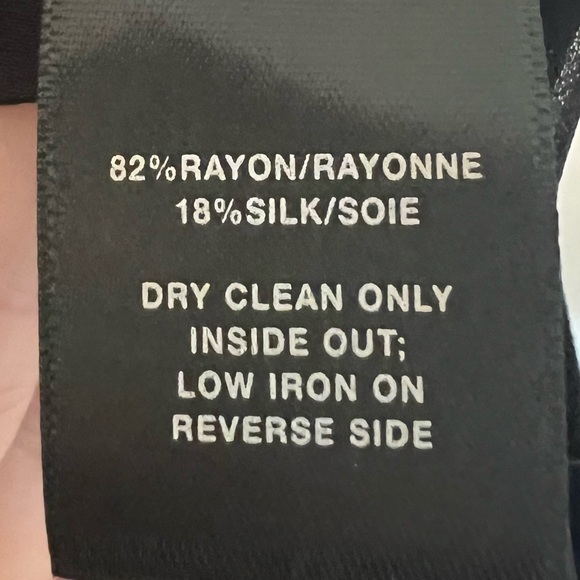 82%RAYON/RAYONNE
18%SILK/SOIE
DRY CLEAN ONLY
INSIDE OUT;
LOW IRON ON
REVERSE SIDE